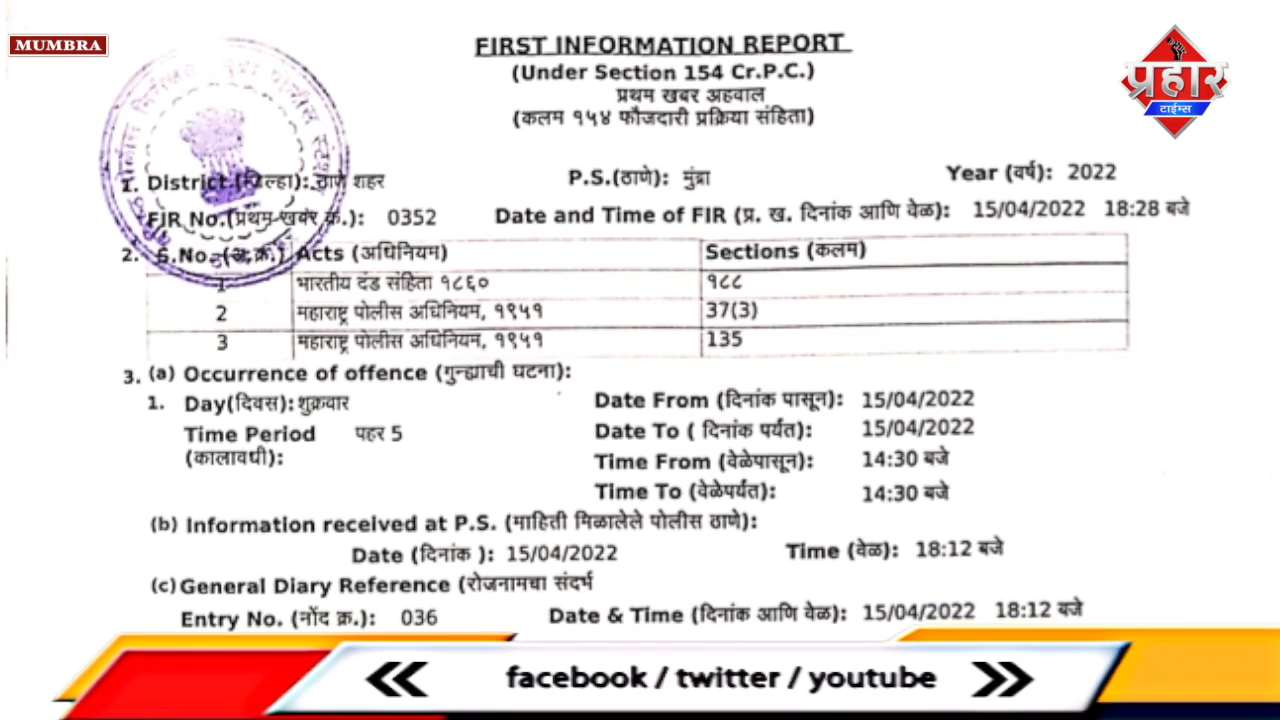 MUMBRA
प्रहार
टाईम्स
FIRST INFORMATION REPORT
(Under Section 154 Cr.P.C.)
प्रथम खबर अहवाल
(कलम १५४ फौजदारी प्रक्रिया संहिता)
1. District (जिल्हा): ठाणे शहर P.S.(ठाणे): मुंब्रा Year (वर्ष): 2022
FIR No.(प्रथम खबर क्र.): 0352 Date and Time of FIR (प्र. ख. दिनांक आणि वेळ): 15/04/2022 18:28 बजे
2. S.No. (अ.क्र.) Acts (अधिनियम) Sections (कलम)
1 भारतीय दंड संहिता १८६० १८८
2 महाराष्ट्र पोलीस अधिनियम, १९५१ 37(3)
3 महाराष्ट्र पोलीस अधिनियम, १९५१ 135
3. (a) Occurrence of offence (गुन्ह्याची घटना):
1. Day(दिवस): शुक्रवार Date From (दिनांक पासून): 15/04/2022
Time Period पहर 5 Date To ( दिनांक पर्यंत): 15/04/2022
(कालावधी): Time From (वेळेपासून): 14:30 बजे
Time To (वेळेपर्यंत): 14:30 बजे
(b) Information received at P.S. (माहिती मिळालेले पोलीस ठाणे):
Date (दिनांक ): 15/04/2022 Time (वेळ): 18:12 बजे
(c) General Diary Reference (रोजनामचा संदर्भ
Entry No. (नोंद क्र.): 036 Date & Time (दिनांक आणि वेळ): 15/04/2022 18:12 बजे
facebook / twitter / youtube